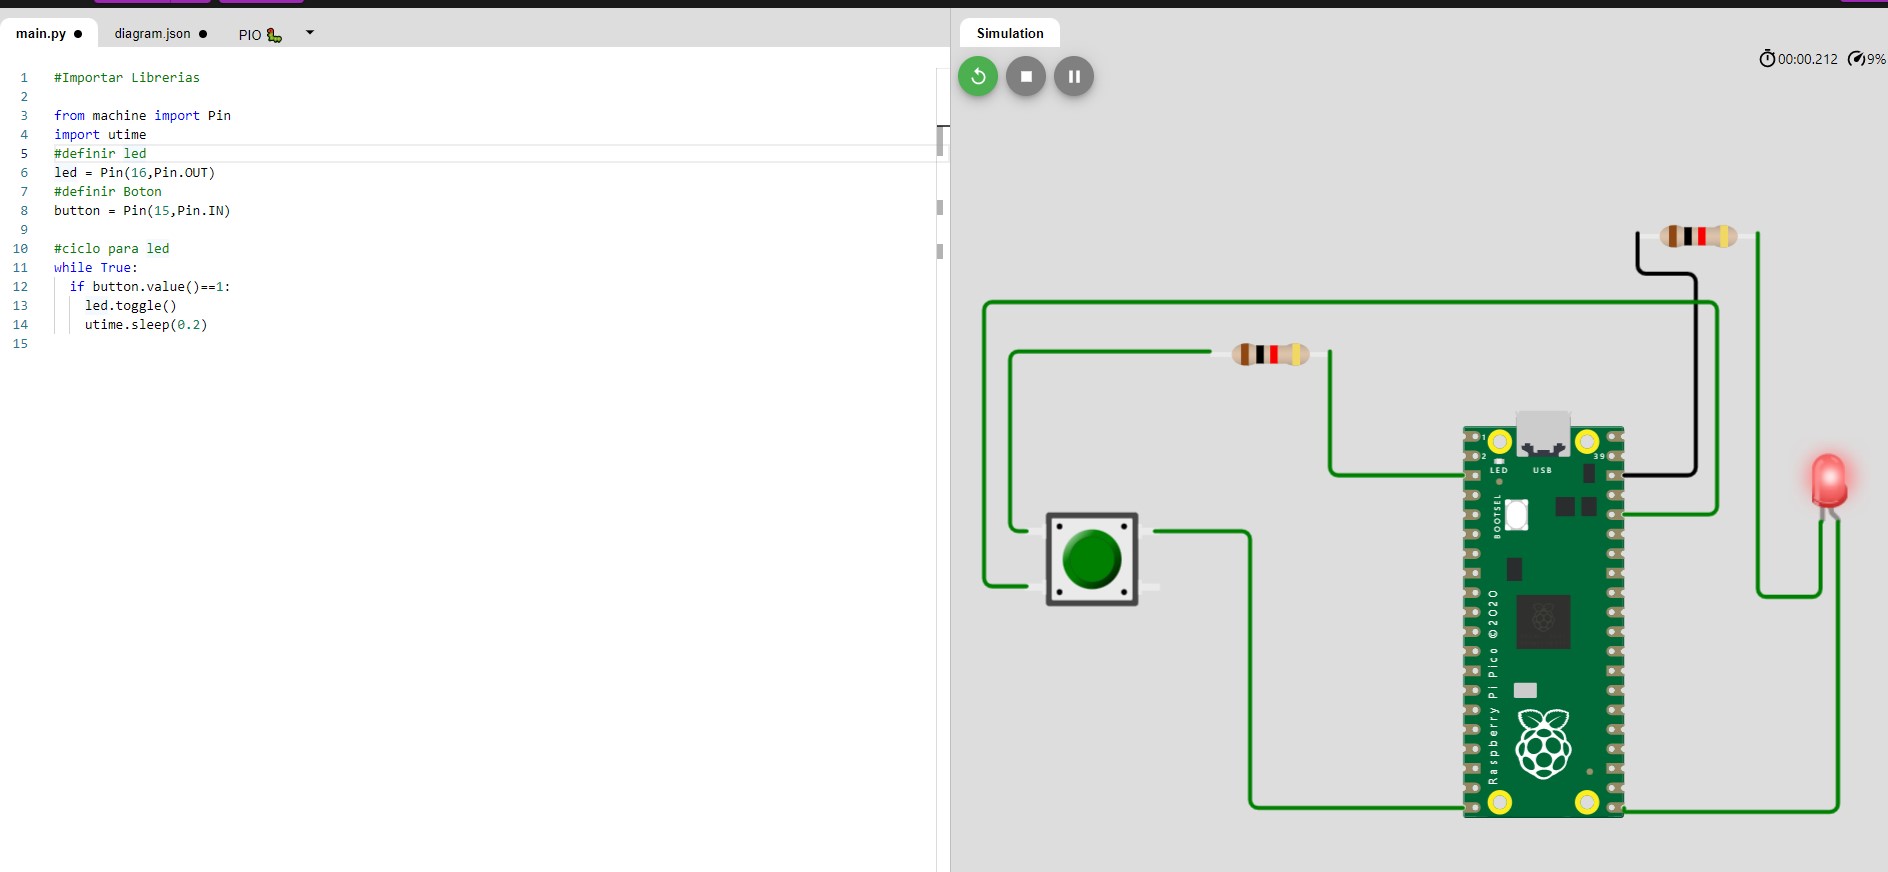 main.py
diagram.json
PIO
Simulation
00:00.212
9%
1 #Importar Librerias
2
3 from machine import Pin
4 import utime
5 #definir led
6 led = Pin(16,Pin.OUT)
7 #definir Boton
8 button = Pin(15,Pin.IN)
9
10 #ciclo para led
11 while True:
12 if button.value()==1:
13 led.toggle()
14 utime.sleep(0.2)
15
1
2
39
LED
USB
BOOTSEL
Raspberry Pi Pico ©2020